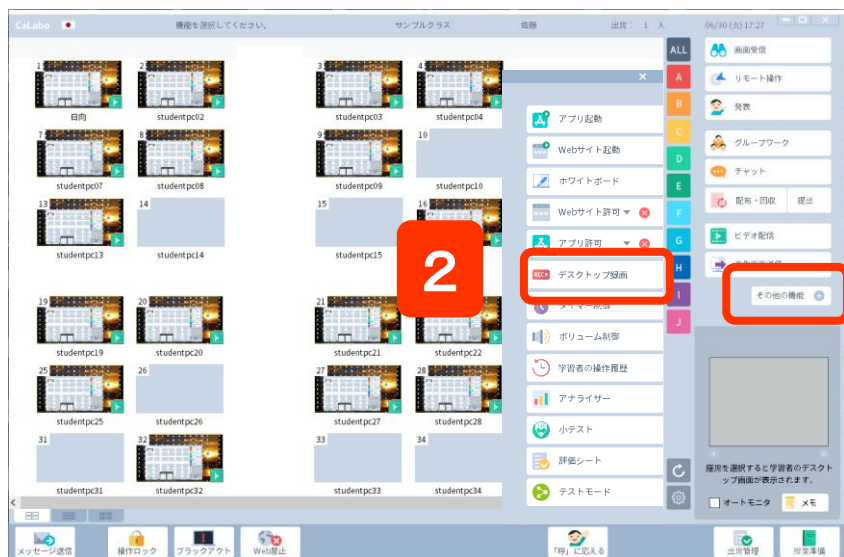 CaLabo
機能を選択してください。
サンプルクラス
佐藤
出席： 1 人
06/30 (火) 17:27
1
2
3
4
日向
studentpc02
studentpc03
studentpc04
7
8
9
10
studentpc07
studentpc08
studentpc09
studentpc10
13
14
15
16
studentpc13
studentpc14
studentpc15
19
20
21
22
studentpc19
studentpc20
studentpc21
studentpc22
25
26
27
28
studentpc25
studentpc26
studentpc27
studentpc28
31
32
33
34
studentpc31
studentpc32
studentpc33
studentpc34
2
アプリ起動
Webサイト起動
ホワイトボード
Webサイト許可
アプリ許可
REC
デスクトップ録画
タイマー制御
ボリューム制御
学習者の操作履歴
アナライザー
小テスト
評価シート
テストモード
ALL
A
B
C
D
E
F
G
H
I
J
画面受信
リモート操作
発表
グループワーク
チャット
配布・回収
提出
ビデオ配信
その他の機能
座席を選択すると学習者のデスクト
ップ画面が表示されます。
オートモニタ
メモ
メッセージ送信
操作ロック
ブラックアウト
Web禁止
「呼」に応える
出席管理
授業準備